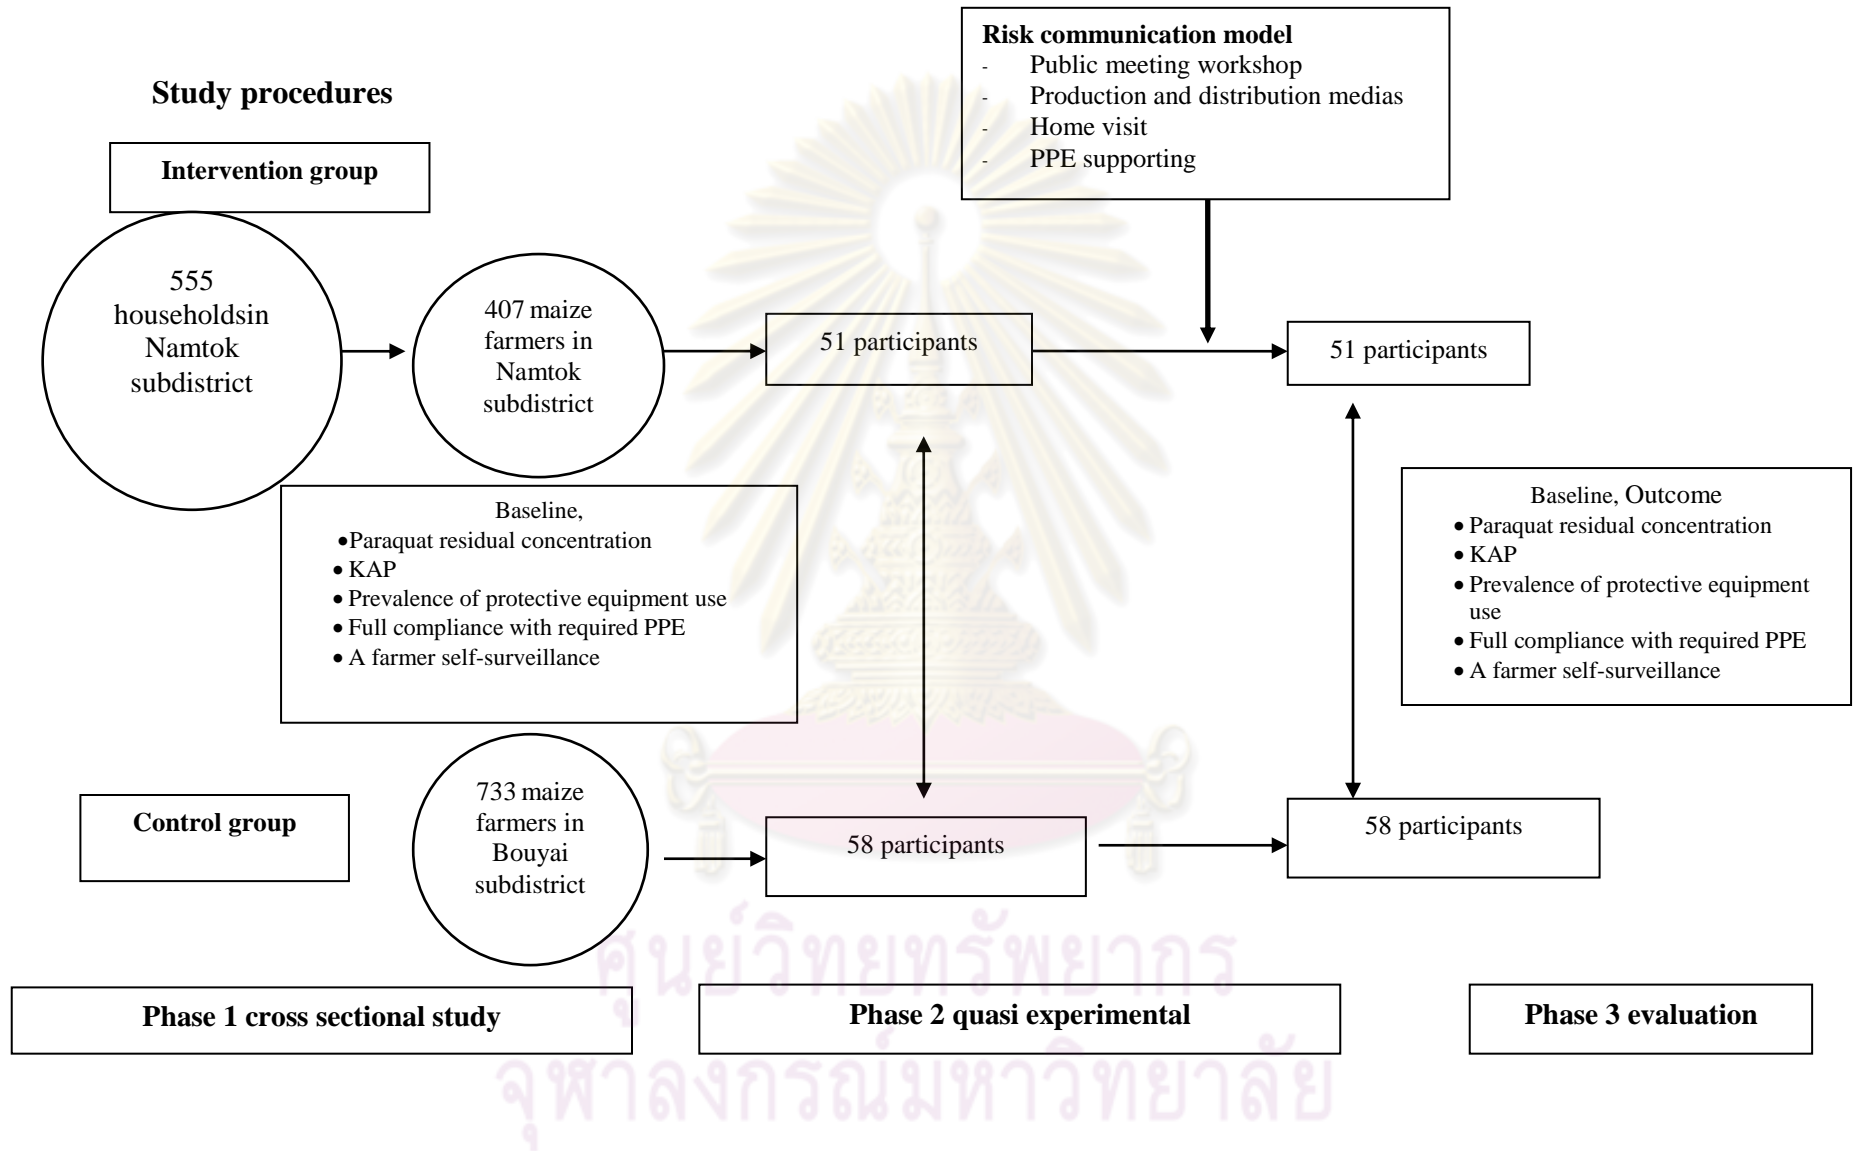 Study procedures
Risk communication model
- Public meeting workshop
- Production and distribution medias
- Home visit
- PPE supporting
Intervention group
555
householdsin
Namtok
subdistrict
407 maize
farmers in
Namtok
subdistrict
51 participants
51 participants
Baseline,
•Paraquat residual concentration
• KAP
• Prevalence of protective equipment use
• Full compliance with required PPE
• A farmer self-surveillance
Baseline, Outcome
• Paraquat residual concentration
• KAP
• Prevalence of protective equipment
use
• Full compliance with required PPE
• A farmer self-surveillance
Control group
733 maize
farmers in
Bouyai
subdistrict
58 participants
58 participants
ศูนย์วิทยทรัพยากร
Phase 1 cross sectional study
Phase 2 quasi experimental
Phase 3 evaluation
จุฬาลงกรณ์มหาวิทยาลัย